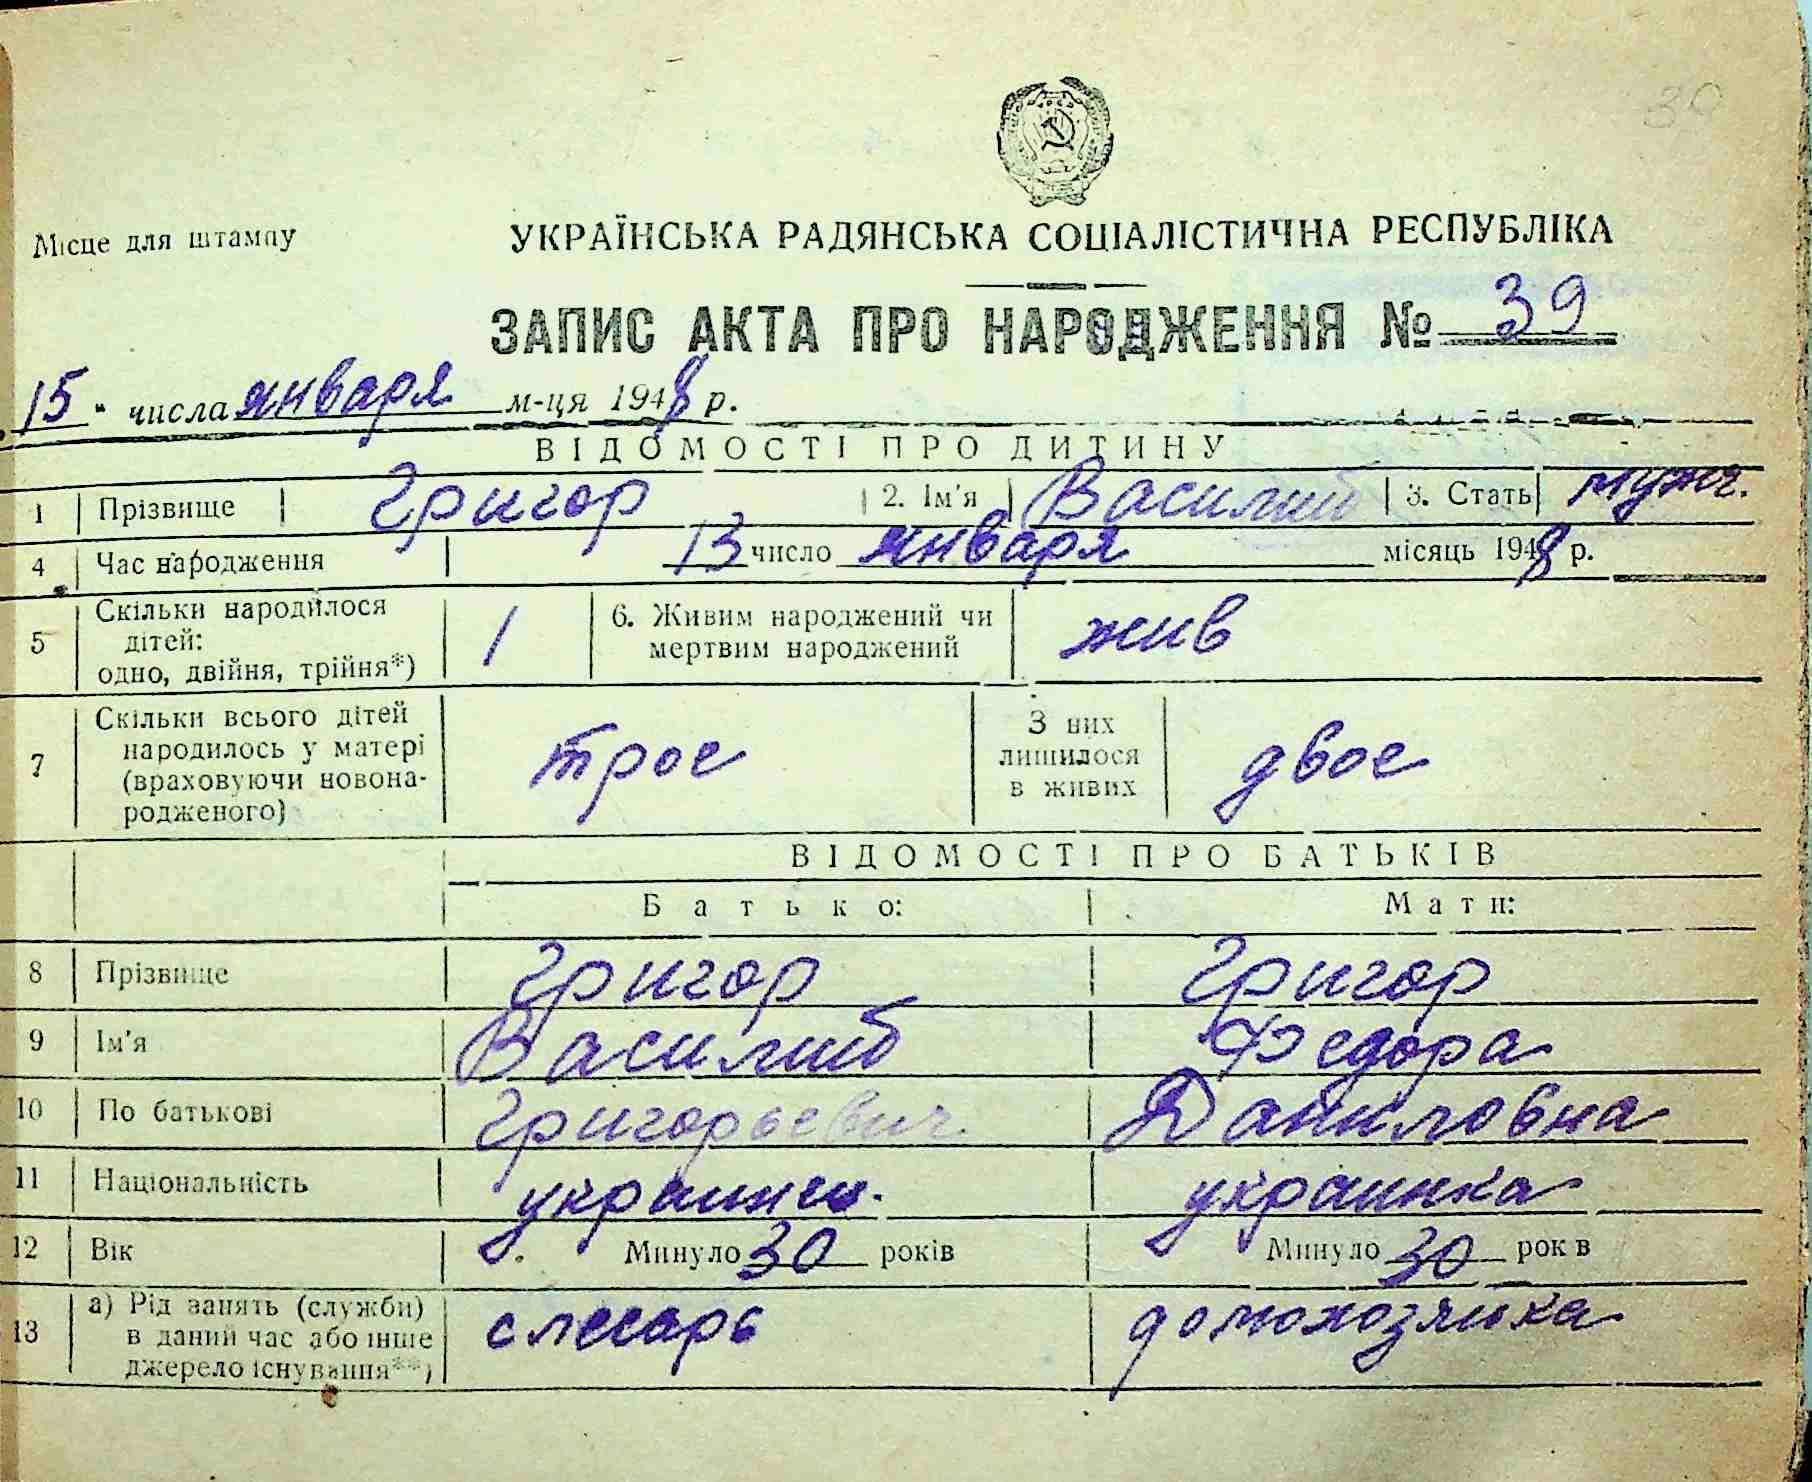 30
Місце для штампу
УКРАЇНСЬКА РАДЯНСЬКА СОЦІАЛІСТИЧНА РЕСПУБЛІКА
ЗАПИС АКТА ПРО НАРОДЖЕННЯ № 39
15 " числа января м-ця 1948 р.
ВІДОМОСТІ ПРО ДИТИНУ
1 Прізвище Григор 2. Ім'я Василий 3. Стать мужч.
4 Час народження 13 число января місяць 1948 р.
5 Скільки народилося дітей: одно, двійня, трійня*) 1 6. Живим народжений чи мертвим народжений жив
7 Скільки всього дітей народилось у матері (враховуючи новонародженого) трое З них лишилося в живих двое
ВІДОМОСТІ ПРО БАТЬКІВ
Батько: Мати:
8 Прізвище Григор Григор
9 Ім'я Василий Федора
10 По батькові Григорьевич Даниловна
11 Національність украинец. украинка
12 Вік Минуло 30 років Минуло 30 рок в
13 а) Рід занять (служби) в даний час або інше джерело існування**) слесарь домохозяйка